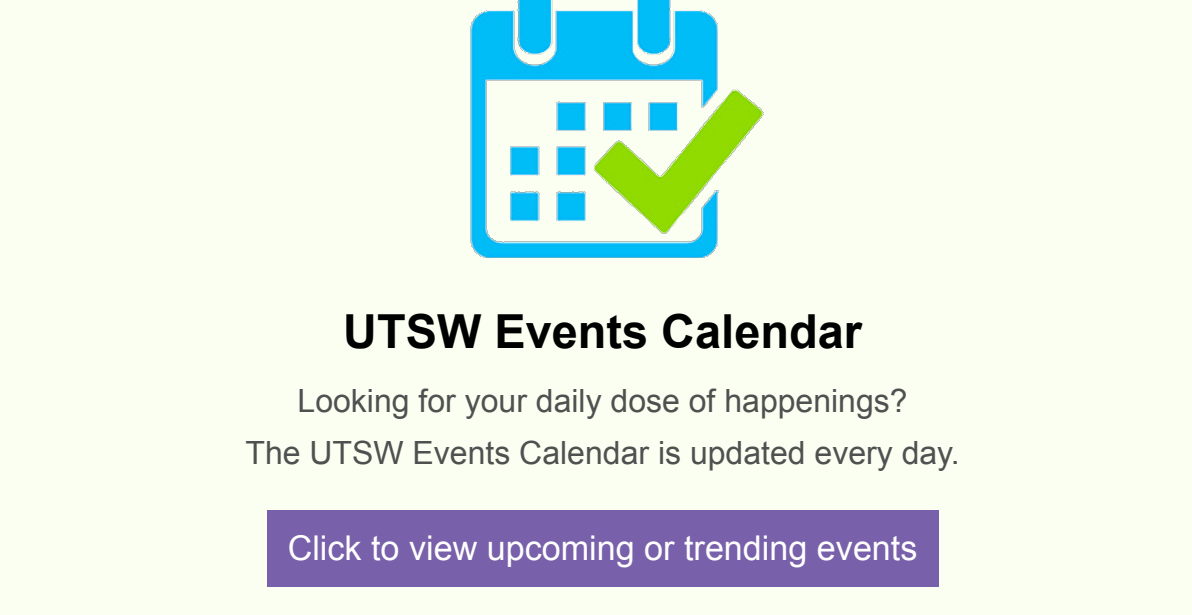 UTSW Events Calendar
Looking for your daily dose of happenings?
The UTSW Events Calendar is updated every day.
Click to view upcoming or trending events